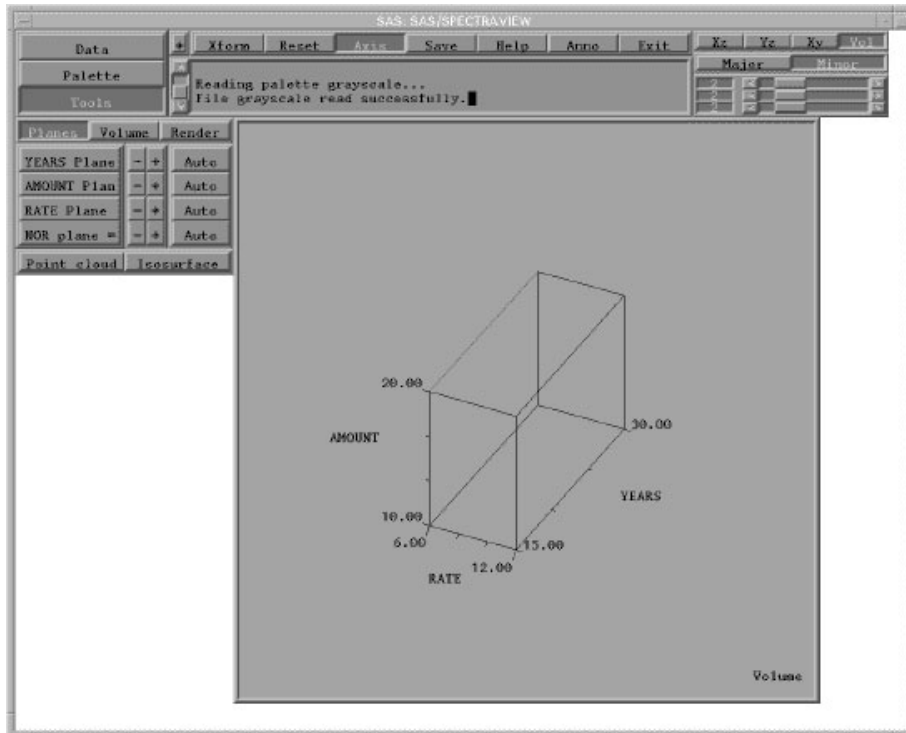 SAS: SAS/SPECTRAVIEW
Data
Palette
Tools
+ Xform Reset Axis Save Help Anno Exit
Reading palette grayscale...
File grayscale read successfully.
Xz Yz Xy Vol
Major Minor
2
2
2
Planes Volume Render
YEARS Plane - + Auto
AMOUNT Plan - + Auto
RATE Plane - + Auto
NOR plane = - + Auto
Point cloud Isosurface
20.00
30.00
AMOUNT
YEARS
10.00
6.00
15.00
12.00
RATE
Volume